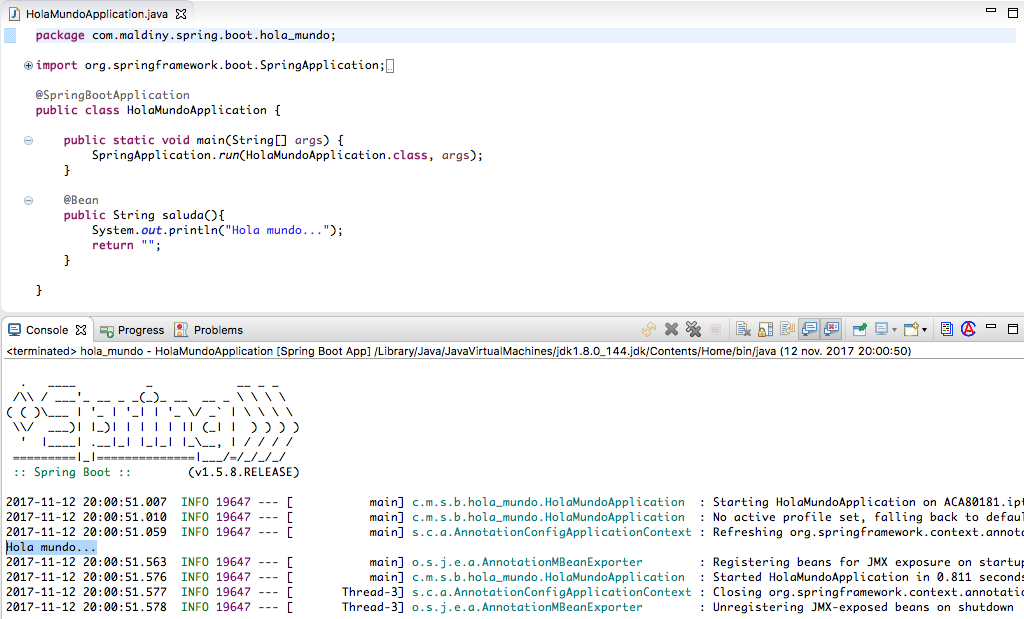 HolaMundoApplication.java
package com.maldiny.spring.boot.hola_mundo;
import org.springframework.boot.SpringApplication;
@SpringBootApplication
public class HolaMundoApplication {
public static void main(String[] args) {
SpringApplication.run(HolaMundoApplication.class, args);
}
@Bean
public String saluda(){
System.out.println("Hola mundo...");
return "";
}
}
Console Progress Problems
<terminated> hola_mundo - HolaMundoApplication [Spring Boot App] /Library/Java/JavaVirtualMachines/jdk1.8.0_144.jdk/Contents/Home/bin/java (12 nov. 2017 20:00:50)
  .   ____          _            __ _ _
 /\\ / ___'_ __ _ _(_)_ __  __ _ \ \ \ \
( ( )\___ | '_ | '_| | '_ \/ _` | \ \ \ \
 \\/  ___)| |_)| | | | | || (_| |  ) ) ) )
  '  |____| .__|_| |_|_| |_\__, | / / / /
 =========|_|==============|___/=/_/_/_/
:: Spring Boot :: (v1.5.8.RELEASE)
2017-11-12 20:00:51.007 INFO 19647 --- [ main] c.m.s.b.hola_mundo.HolaMundoApplication : Starting HolaMundoApplication on ACA80181.ipt
2017-11-12 20:00:51.010 INFO 19647 --- [ main] c.m.s.b.hola_mundo.HolaMundoApplication : No active profile set, falling back to defau
2017-11-12 20:00:51.059 INFO 19647 --- [ main] s.c.a.AnnotationConfigApplicationContext : Refreshing org.springframework.context.annota
Hola mundo...
2017-11-12 20:00:51.563 INFO 19647 --- [ main] o.s.j.e.a.AnnotationMBeanExporter : Registering beans for JMX exposure on startup
2017-11-12 20:00:51.576 INFO 19647 --- [ main] c.m.s.b.hola_mundo.HolaMundoApplication : Started HolaMundoApplication in 0.811 seconds
2017-11-12 20:00:51.577 INFO 19647 --- [ Thread-3] s.c.a.AnnotationConfigApplicationContext : Closing org.springframework.context.annotatio
2017-11-12 20:00:51.578 INFO 19647 --- [ Thread-3] o.s.j.e.a.AnnotationMBeanExporter : Unregistering JMX-exposed beans on shutdown